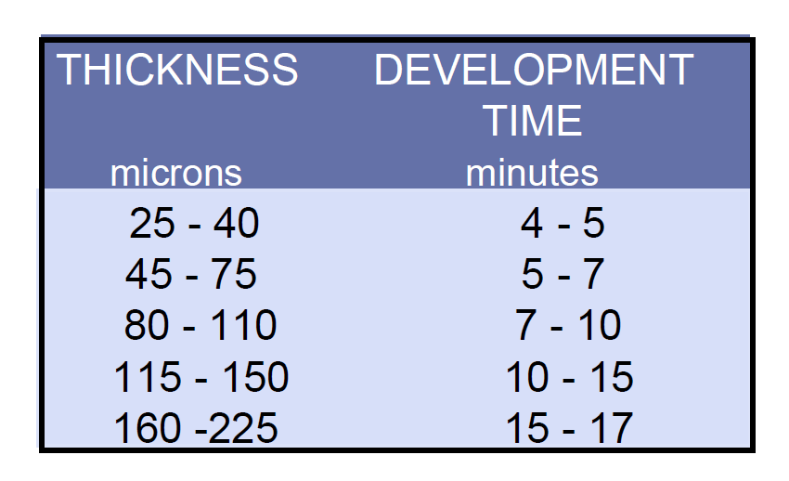 THICKNESS DEVELOPMENT
TIME
microns minutes
25 - 40 4 - 5
45 - 75 5 - 7
80 - 110 7 - 10
115 - 150 10 - 15
160 -225 15 - 17